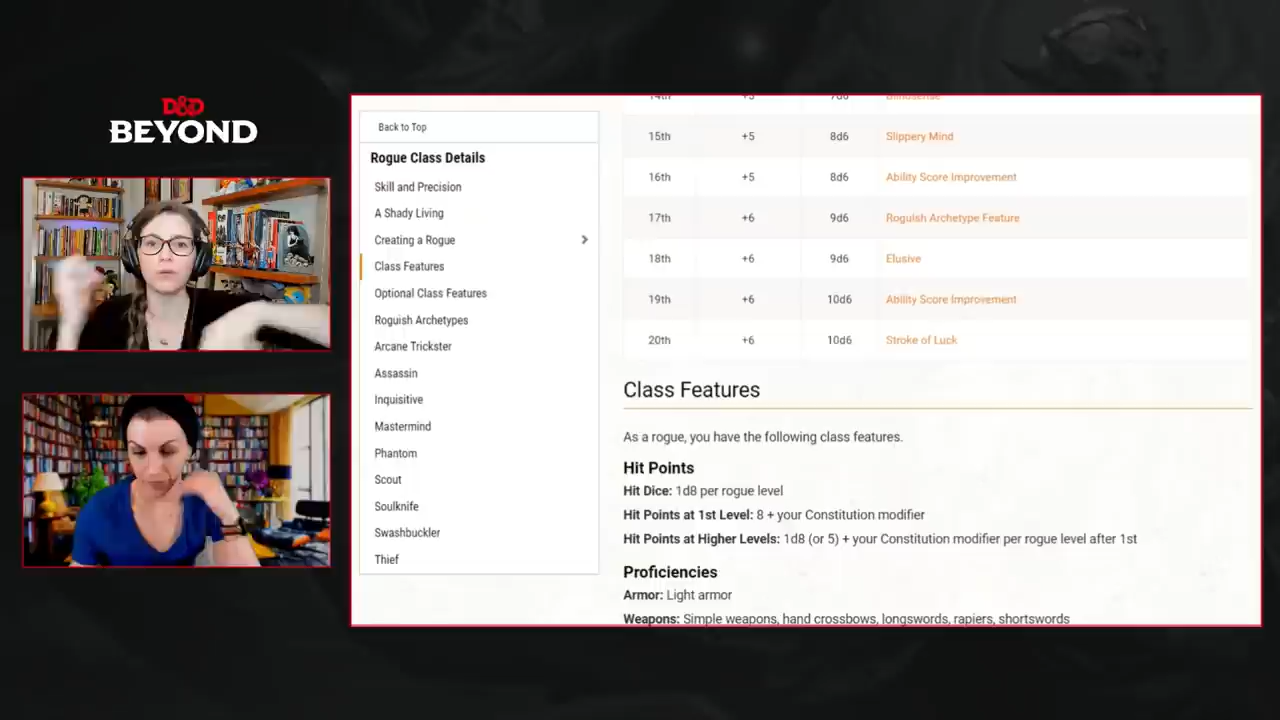 D&D
BEYOND
Back to Top
Rogue Class Details
Skill and Precision
A Shady Living
Creating a Rogue
Class Features
Optional Class Features
Roguish Archetypes
Arcane Trickster
Assassin
Inquisitive
Mastermind
Phantom
Scout
Soulknife
Swashbuckler
Thief
14th +5 7d6 Blindsense
15th +5 8d6 Slippery Mind
16th +5 8d6 Ability Score Improvement
17th +6 9d6 Roguish Archetype Feature
18th +6 9d6 Elusive
19th +6 10d6 Ability Score Improvement
20th +6 10d6 Stroke of Luck
Class Features
As a rogue, you have the following class features.
Hit Points
Hit Dice: 1d8 per rogue level
Hit Points at 1st Level: 8 + your Constitution modifier
Hit Points at Higher Levels: 1d8 (or 5) + your Constitution modifier per rogue level after 1st
Proficiencies
Armor: Light armor
Weapons: Simple weapons, hand crossbows, longswords, rapiers, shortswords